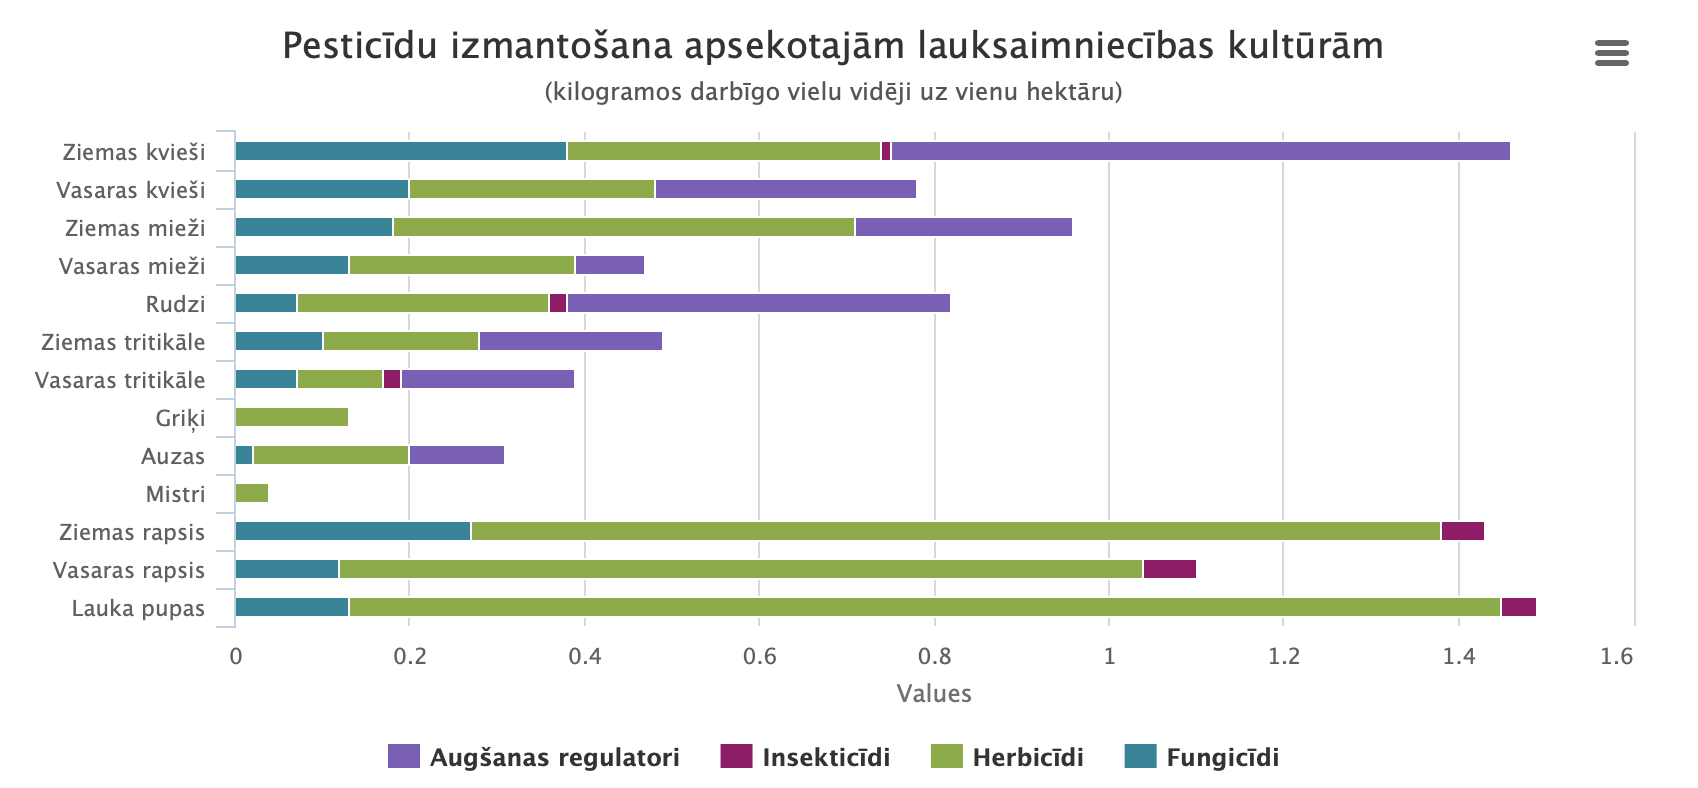 Pesticīdu izmantošana apsekotajām lauksaimniecības kultūrām
(kilogramos darbīgo vielu vidēji uz vienu hektāru)
Ziemas kvieši
Vasaras kvieši
Ziemas mieži
Vasaras mieži
Rudzi
Ziemas tritikāle
Vasaras tritikāle
Griķi
Auzas
Mistri
Ziemas rapsis
Vasaras rapsis
Lauka pupas
0 0.2 0.4 0.6 0.8 1 1.2 1.4 1.6
Values
Augšanas regulatori Insekticīdi Herbicīdi Fungicīdi